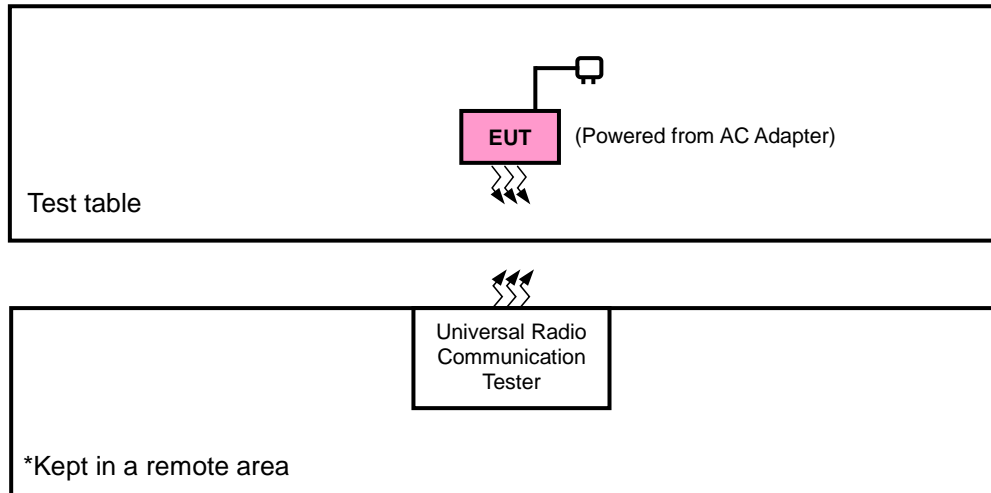 EUT
(Powered from AC Adapter)
Test table
Universal Radio
Communication
Tester
*Kept in a remote area